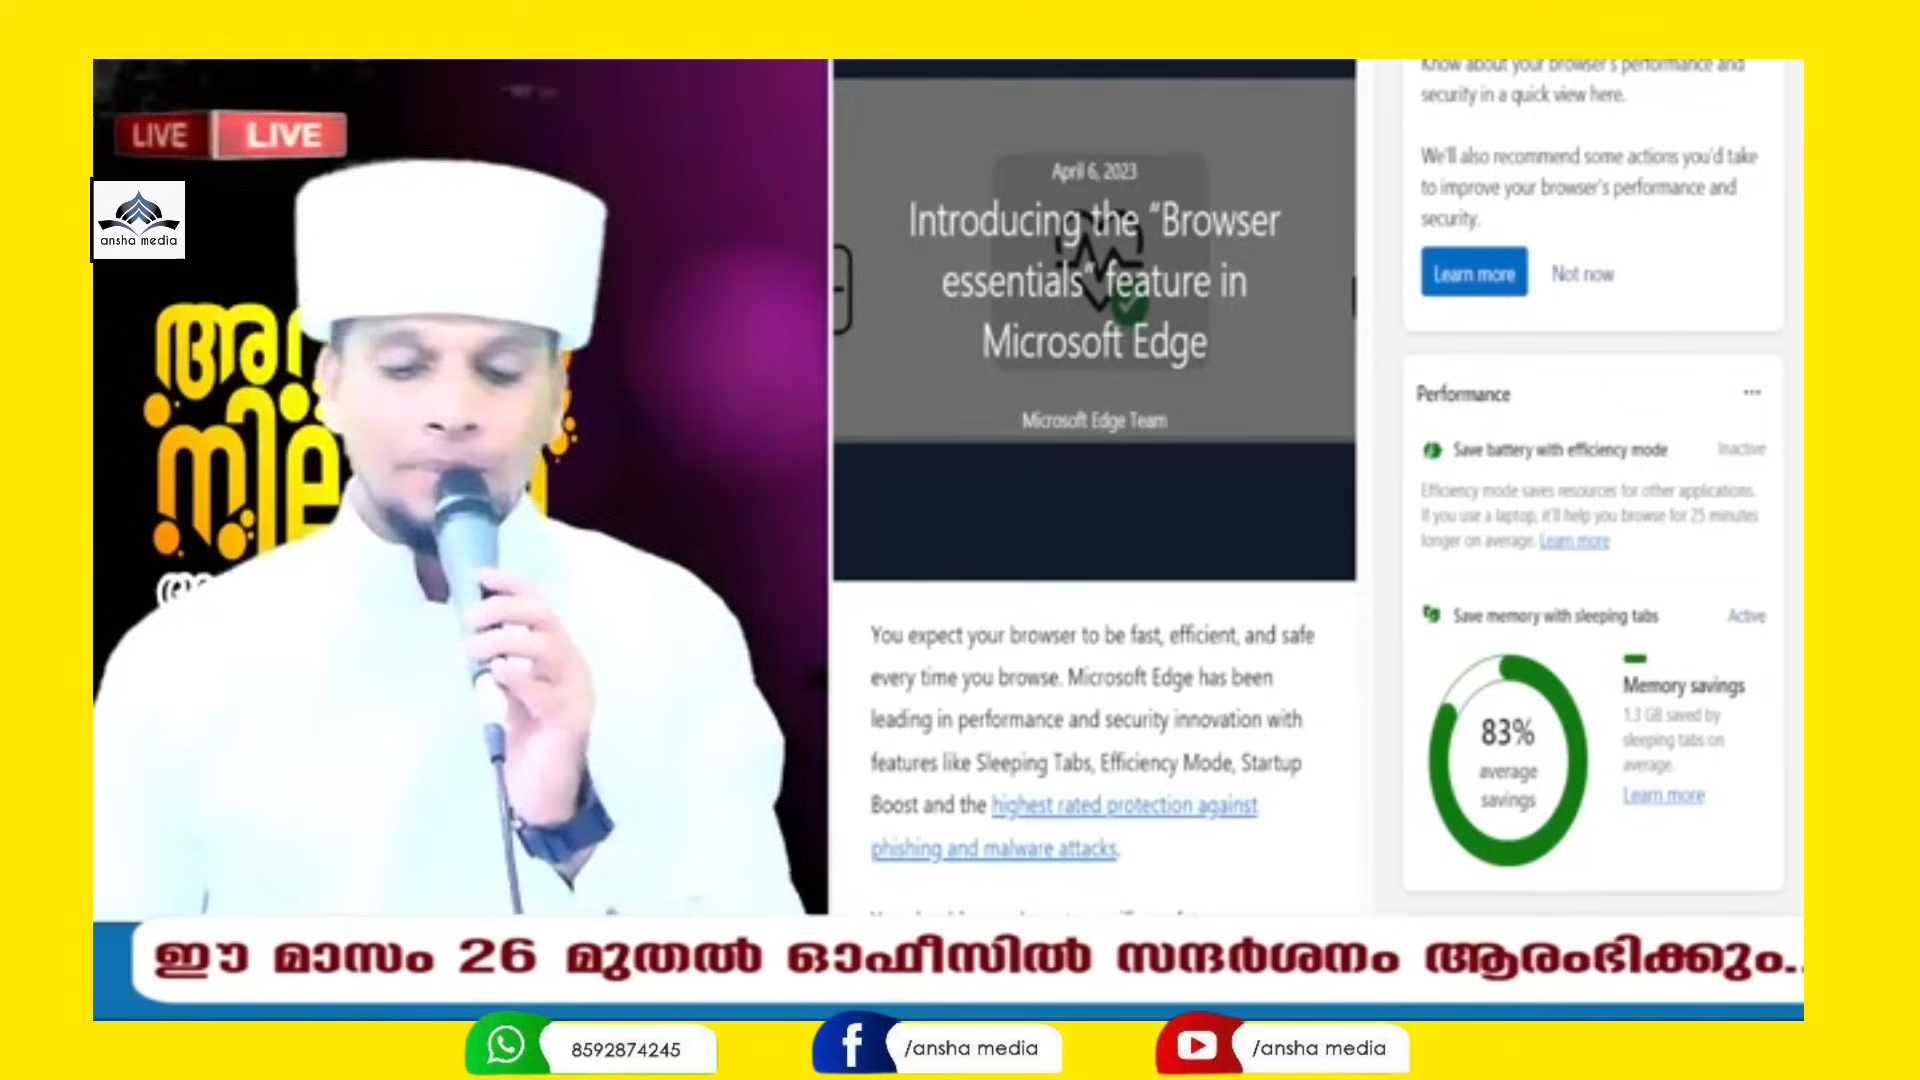 LIVE LIVE
ansha media
April 6, 2023
Introducing the “Browser
essentials” feature in
Microsoft Edge
Microsoft Edge Team
You expect your browser to be fast, efficient, and safe
every time you browse. Microsoft Edge has been
leading in performance and security innovation with
features like Sleeping Tabs, Efficiency Mode, Startup
Boost and the highest rated protection against
phishing and malware attacks.
Know about your browser's performance and
security in a quick view here.
We'll also recommend some actions you'd take
to improve your browser's performance and
security.
Learn more Not now
Performance ...
Save battery with efficiency mode Inactive
Efficiency mode saves resources for other applications.
If you use a laptop, it'll help you browse for 25 minutes
longer on average. Learn more
Save memory with sleeping tabs Active
83%
average
savings
Memory savings
1.3 GB saved by
sleeping tabs on
average.
Learn more
ഈ മാസം 26 മുതൽ ഓഫീസിൽ സന്ദർശനം ആരംഭിക്കും..
8592874245
/ansha media
/ansha media